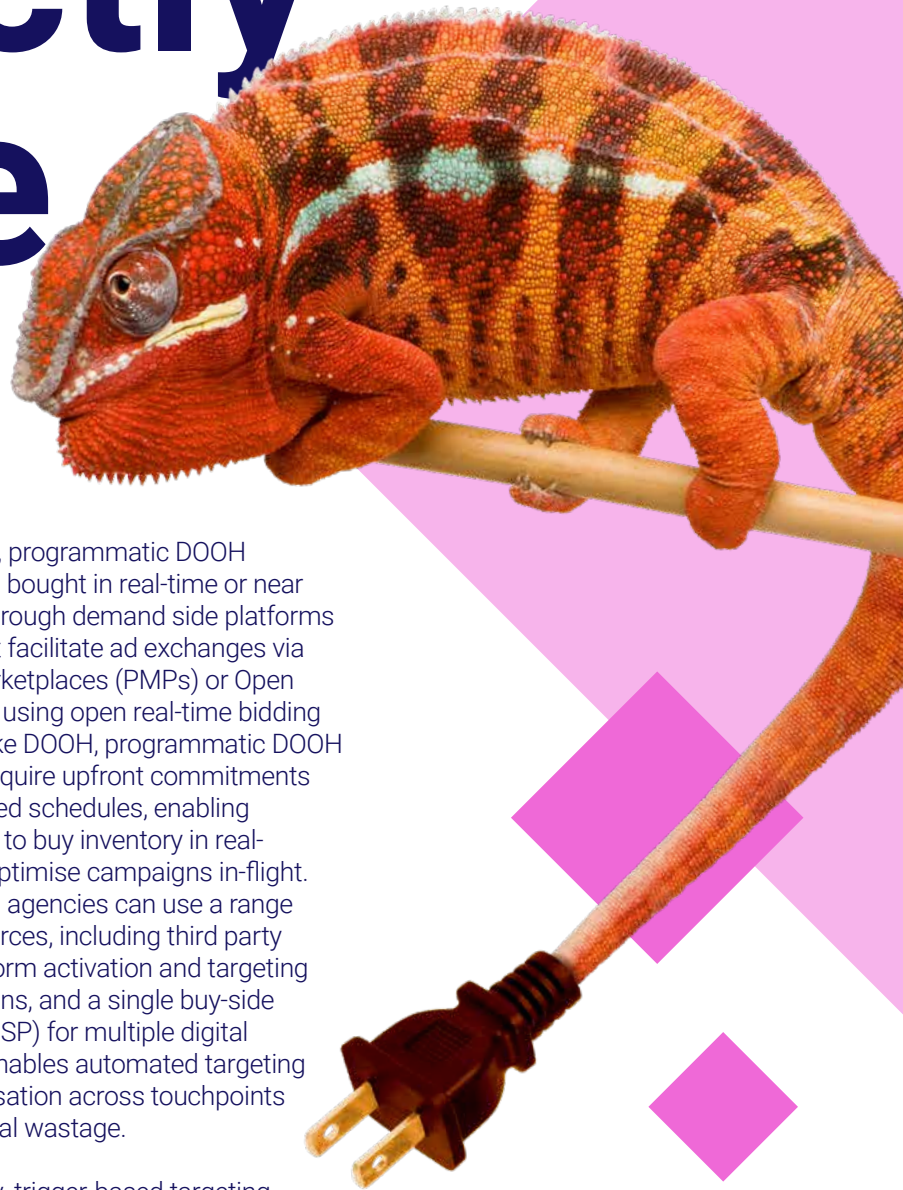 ctly
e
, programmatic DOOH
bought in real-time or near
rough demand side platforms
facilitate ad exchanges via
ketplaces (PMPs) or Open
using open real-time bidding
ke DOOH, programmatic DOOH
quire upfront commitments
ed schedules, enabling
to buy inventory in real-
ptimise campaigns in-flight.
agencies can use a range
rces, including third party
orm activation and targeting
ns, and a single buy-side
SP) for multiple digital
nables automated targeting
sation across touchpoints
al wastage.
trigger-based targeting